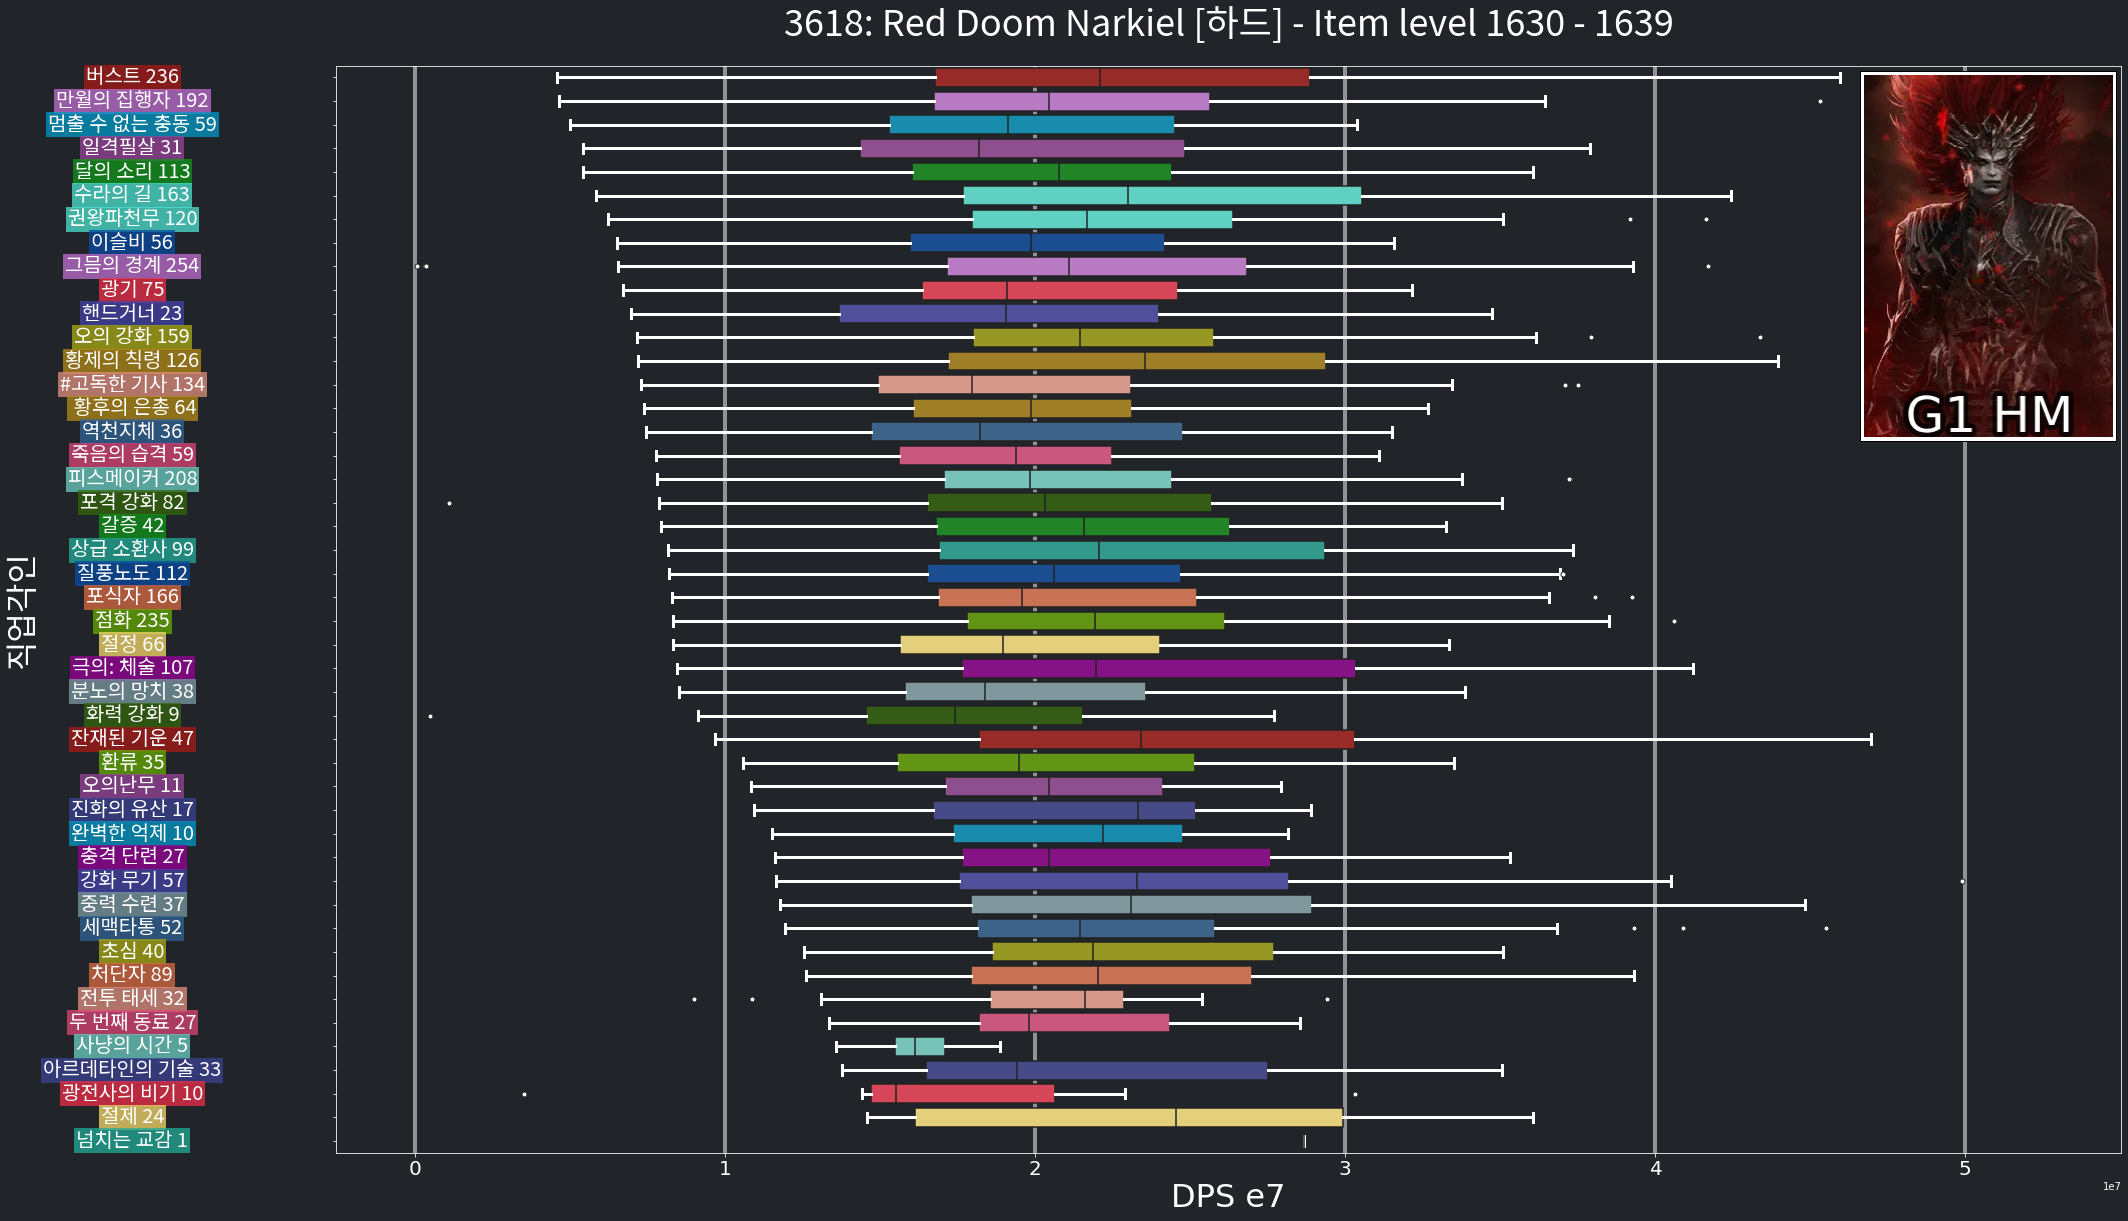 3618: Red Doom Narkiel [하드] - Item level 1630 - 1639
버스트 236
만월의 집행자 192
멈출 수 없는 충동 59
일격필살 31
달의 소리 113
수라의 길 163
권왕파천무 120
이슬비 56
그믐의 경계 254
광기 75
핸드거너 23
오의 강화 159
황제의 칙령 126
#고독한 기사 134
황후의 은총 64
역천지체 36
죽음의 습격 59
피스메이커 208
포격 강화 82
갈증 42
상급 소환사 99
질풍노도 112
포식자 166
점화 235
절정 66
극의: 체술 107
분노의 망치 38
화력 강화 9
잔재된 기운 47
환류 35
오의난무 11
진화의 유산 17
완벽한 억제 10
충격 단련 27
강화 무기 57
중력 수련 37
세맥타통 52
초심 40
처단자 89
전투 태세 32
두 번째 동료 27
사냥의 시간 5
아르데타인의 기술 33
광전사의 비기 10
절제 24
넘치는 교감 1
직업각인
G1 HM
0 1 2 3 4 5
DPS e7
1e7